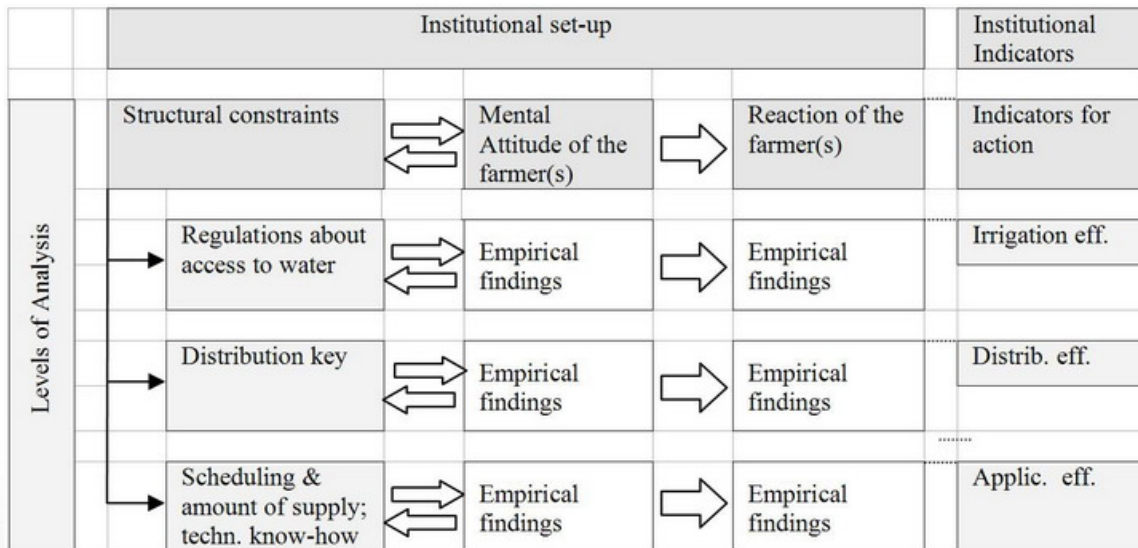 Institutional set-up
Institutional
Indicators
Levels of Analysis
Structural constraints
Mental
Attitude of the
farmer(s)
Reaction of the
farmer(s)
Indicators for
action
Regulations about
access to water
Empirical
findings
Empirical
findings
Irrigation eff.
Distribution key
Empirical
findings
Empirical
findings
Distrib. eff.
Scheduling &
amount of supply;
techn. know-how
Empirical
findings
Empirical
findings
Applic. eff.